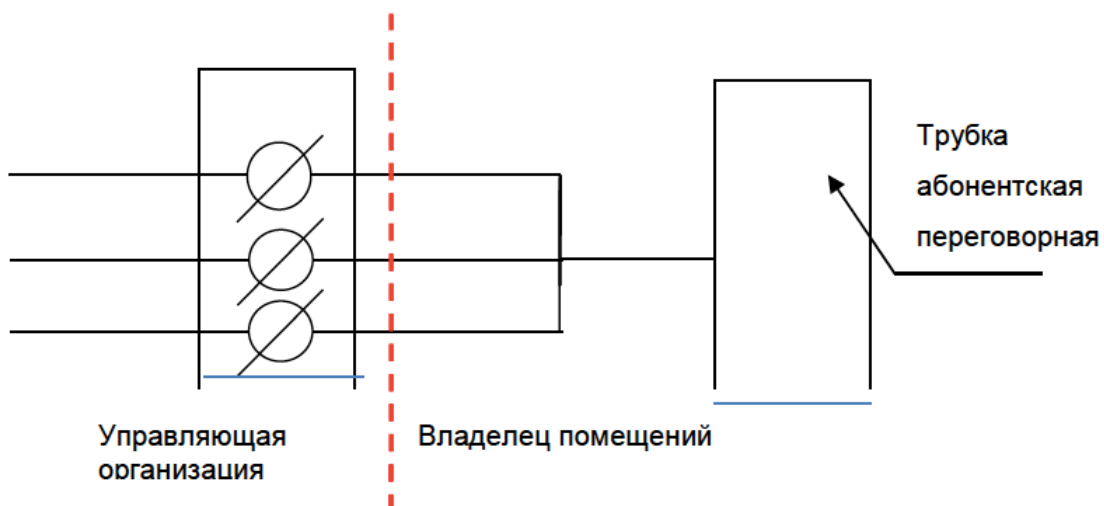 Трубка
абонентская
переговорная
Управляющая
организация
Владелец помещений